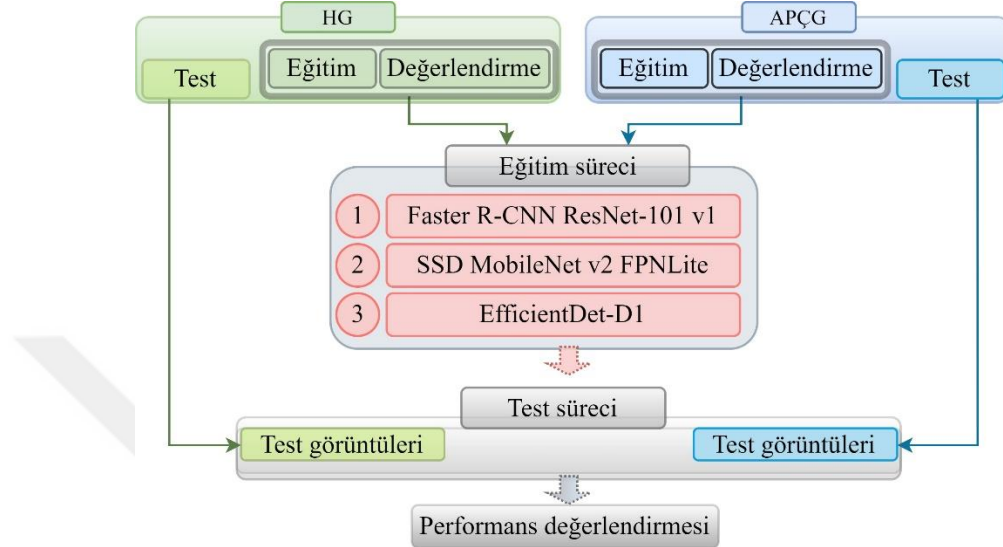 HG
APÇG
Test
Eğitim
Değerlendirme
Eğitim
Değerlendirme
Test
Eğitim süreci
1
Faster R-CNN ResNet-101 v1
2
SSD MobileNet v2 FPNLite
3
EfficientDet-D1
Test süreci
Test görüntüleri
Test görüntüleri
Performans değerlendirmesi